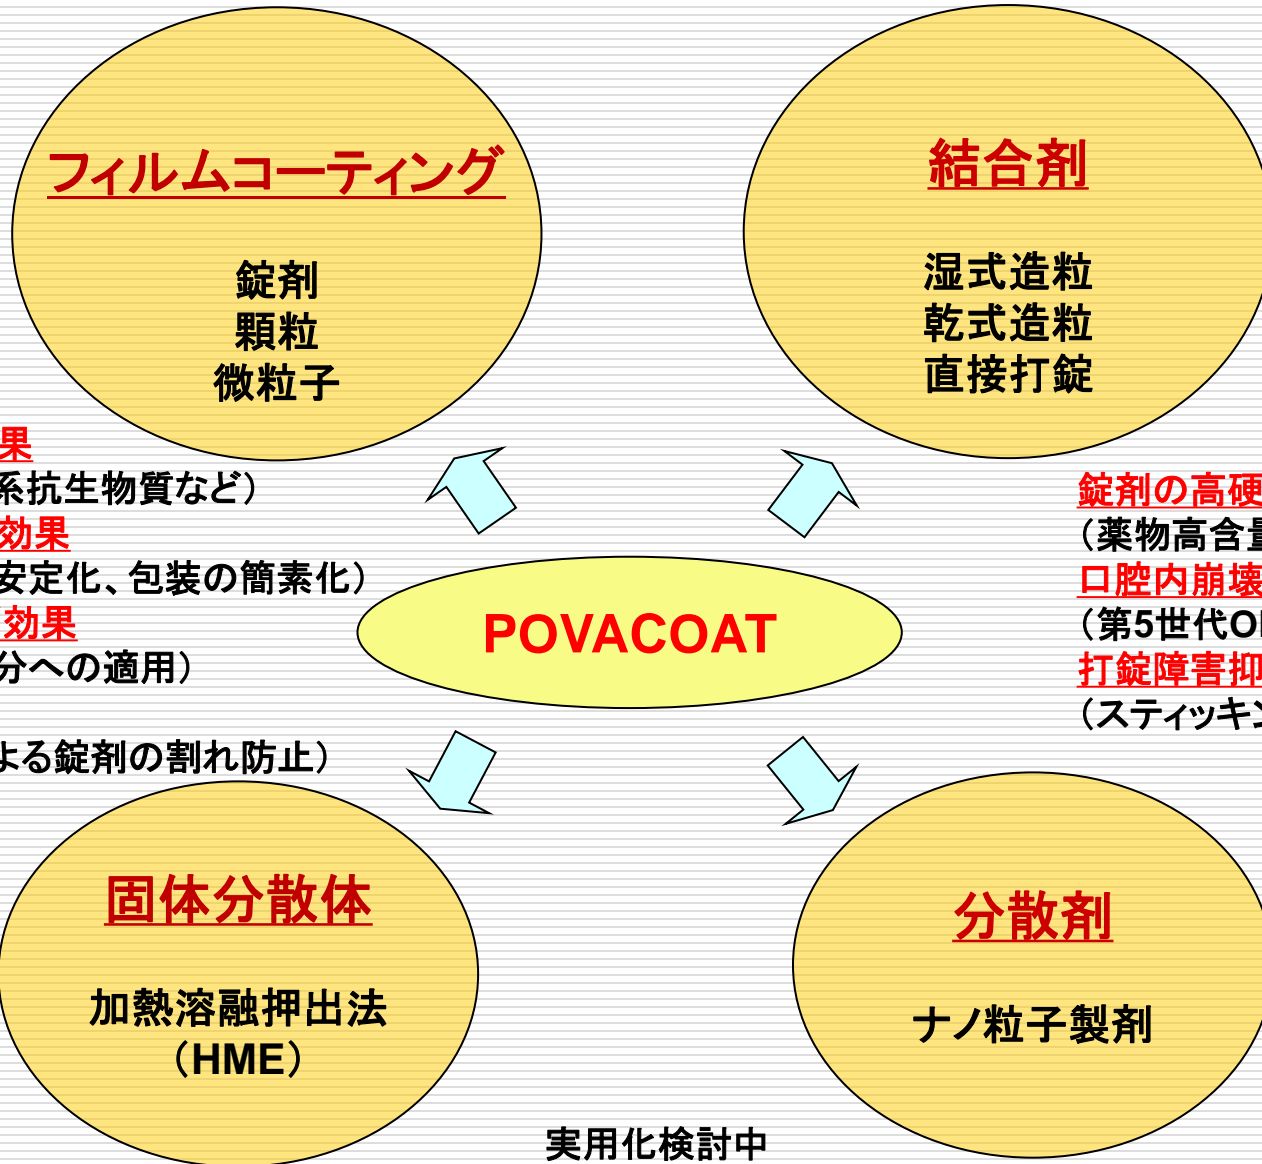 フィルムコーティング
錠剤
顆粒
微粒子
結合剤
湿式造粒
乾式造粒
直接打錠
果
系抗生物質など）
効果
安定化、包装の簡素化）
効果
分への適用）
よる錠剤の割れ防止）
POVACOAT
錠剤の高硬
（薬物高含量
口腔内崩壊
（第5世代O
打錠障害抑
（スティッキン
固体分散体
加熱溶融押出法
（HME）
分散剤
ナノ粒子製剤
実用化検討中